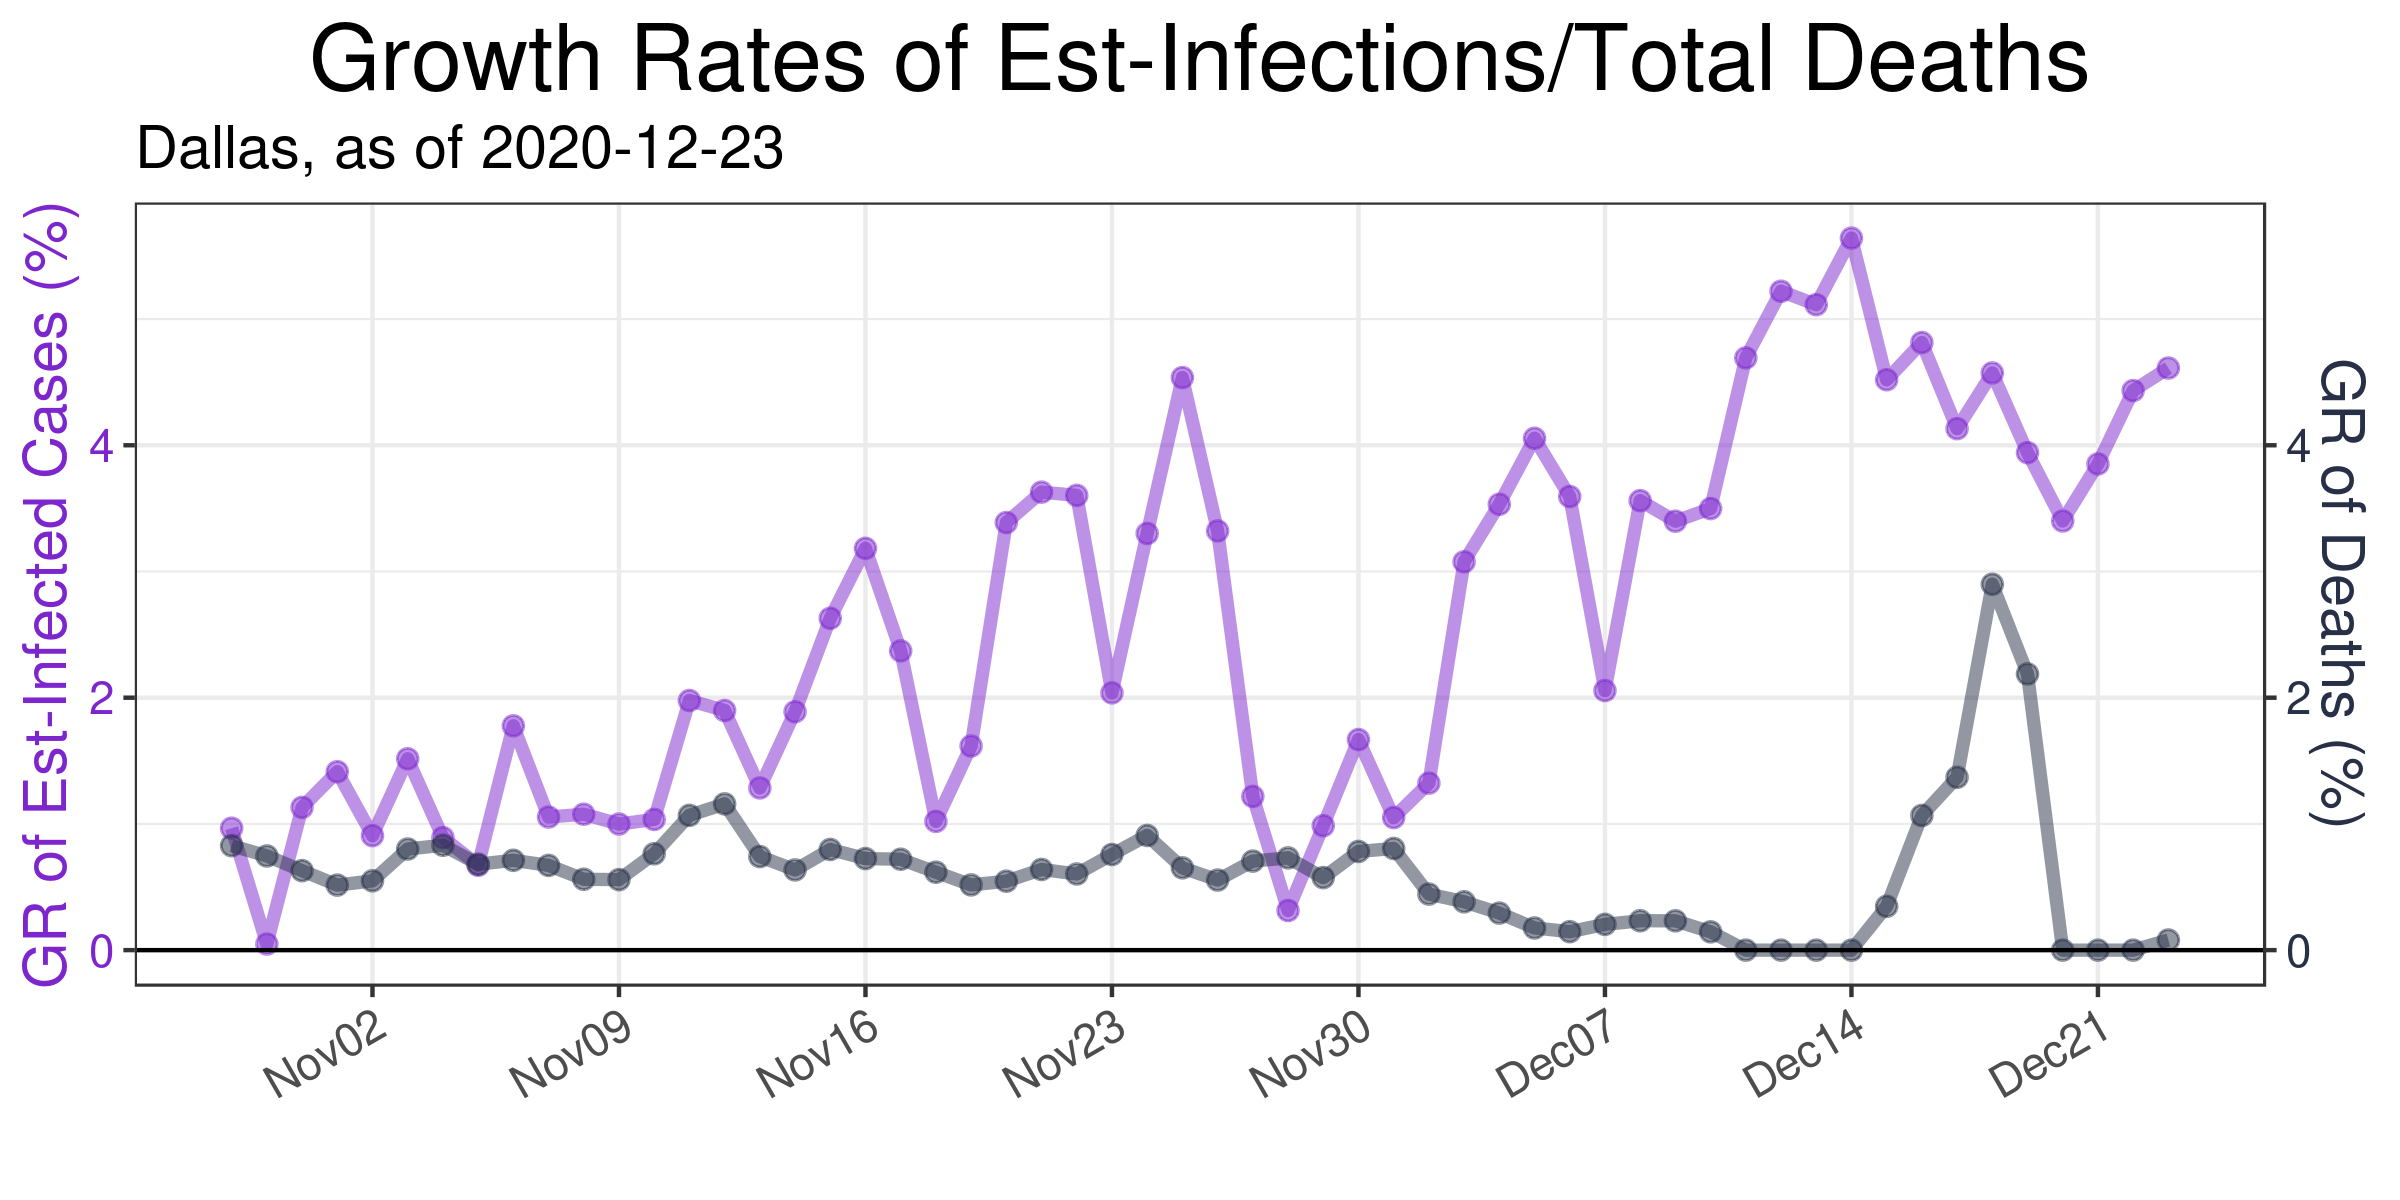 Growth Rates of Est-Infections/Total Deaths
Dallas, as of 2020-12-23
GR of Est-Infected Cases (%)
4
2
0
4
2
0
GR of Deaths (%)
Nov02
Nov09
Nov16
Nov23
Nov30
Dec07
Dec14
Dec21